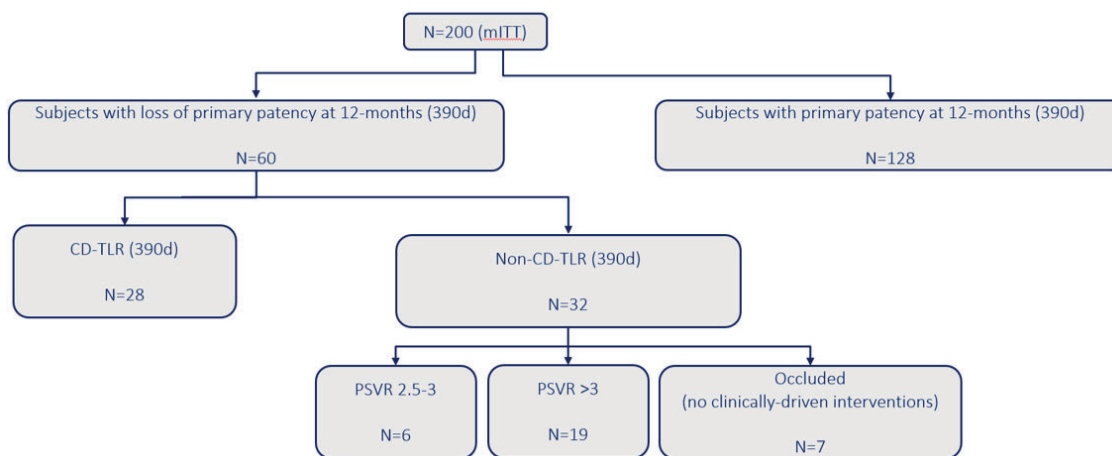 N=200 (mITT)
Subjects with loss of primary patency at 12-months (390d)
N=60
Subjects with primary patency at 12-months (390d)
N=128
CD-TLR (390d)
N=28
Non-CD-TLR (390d)
N=32
PSVR 2.5-3
N=6
PSVR >3
N=19
Occluded
(no clinically-driven interventions)
N=7